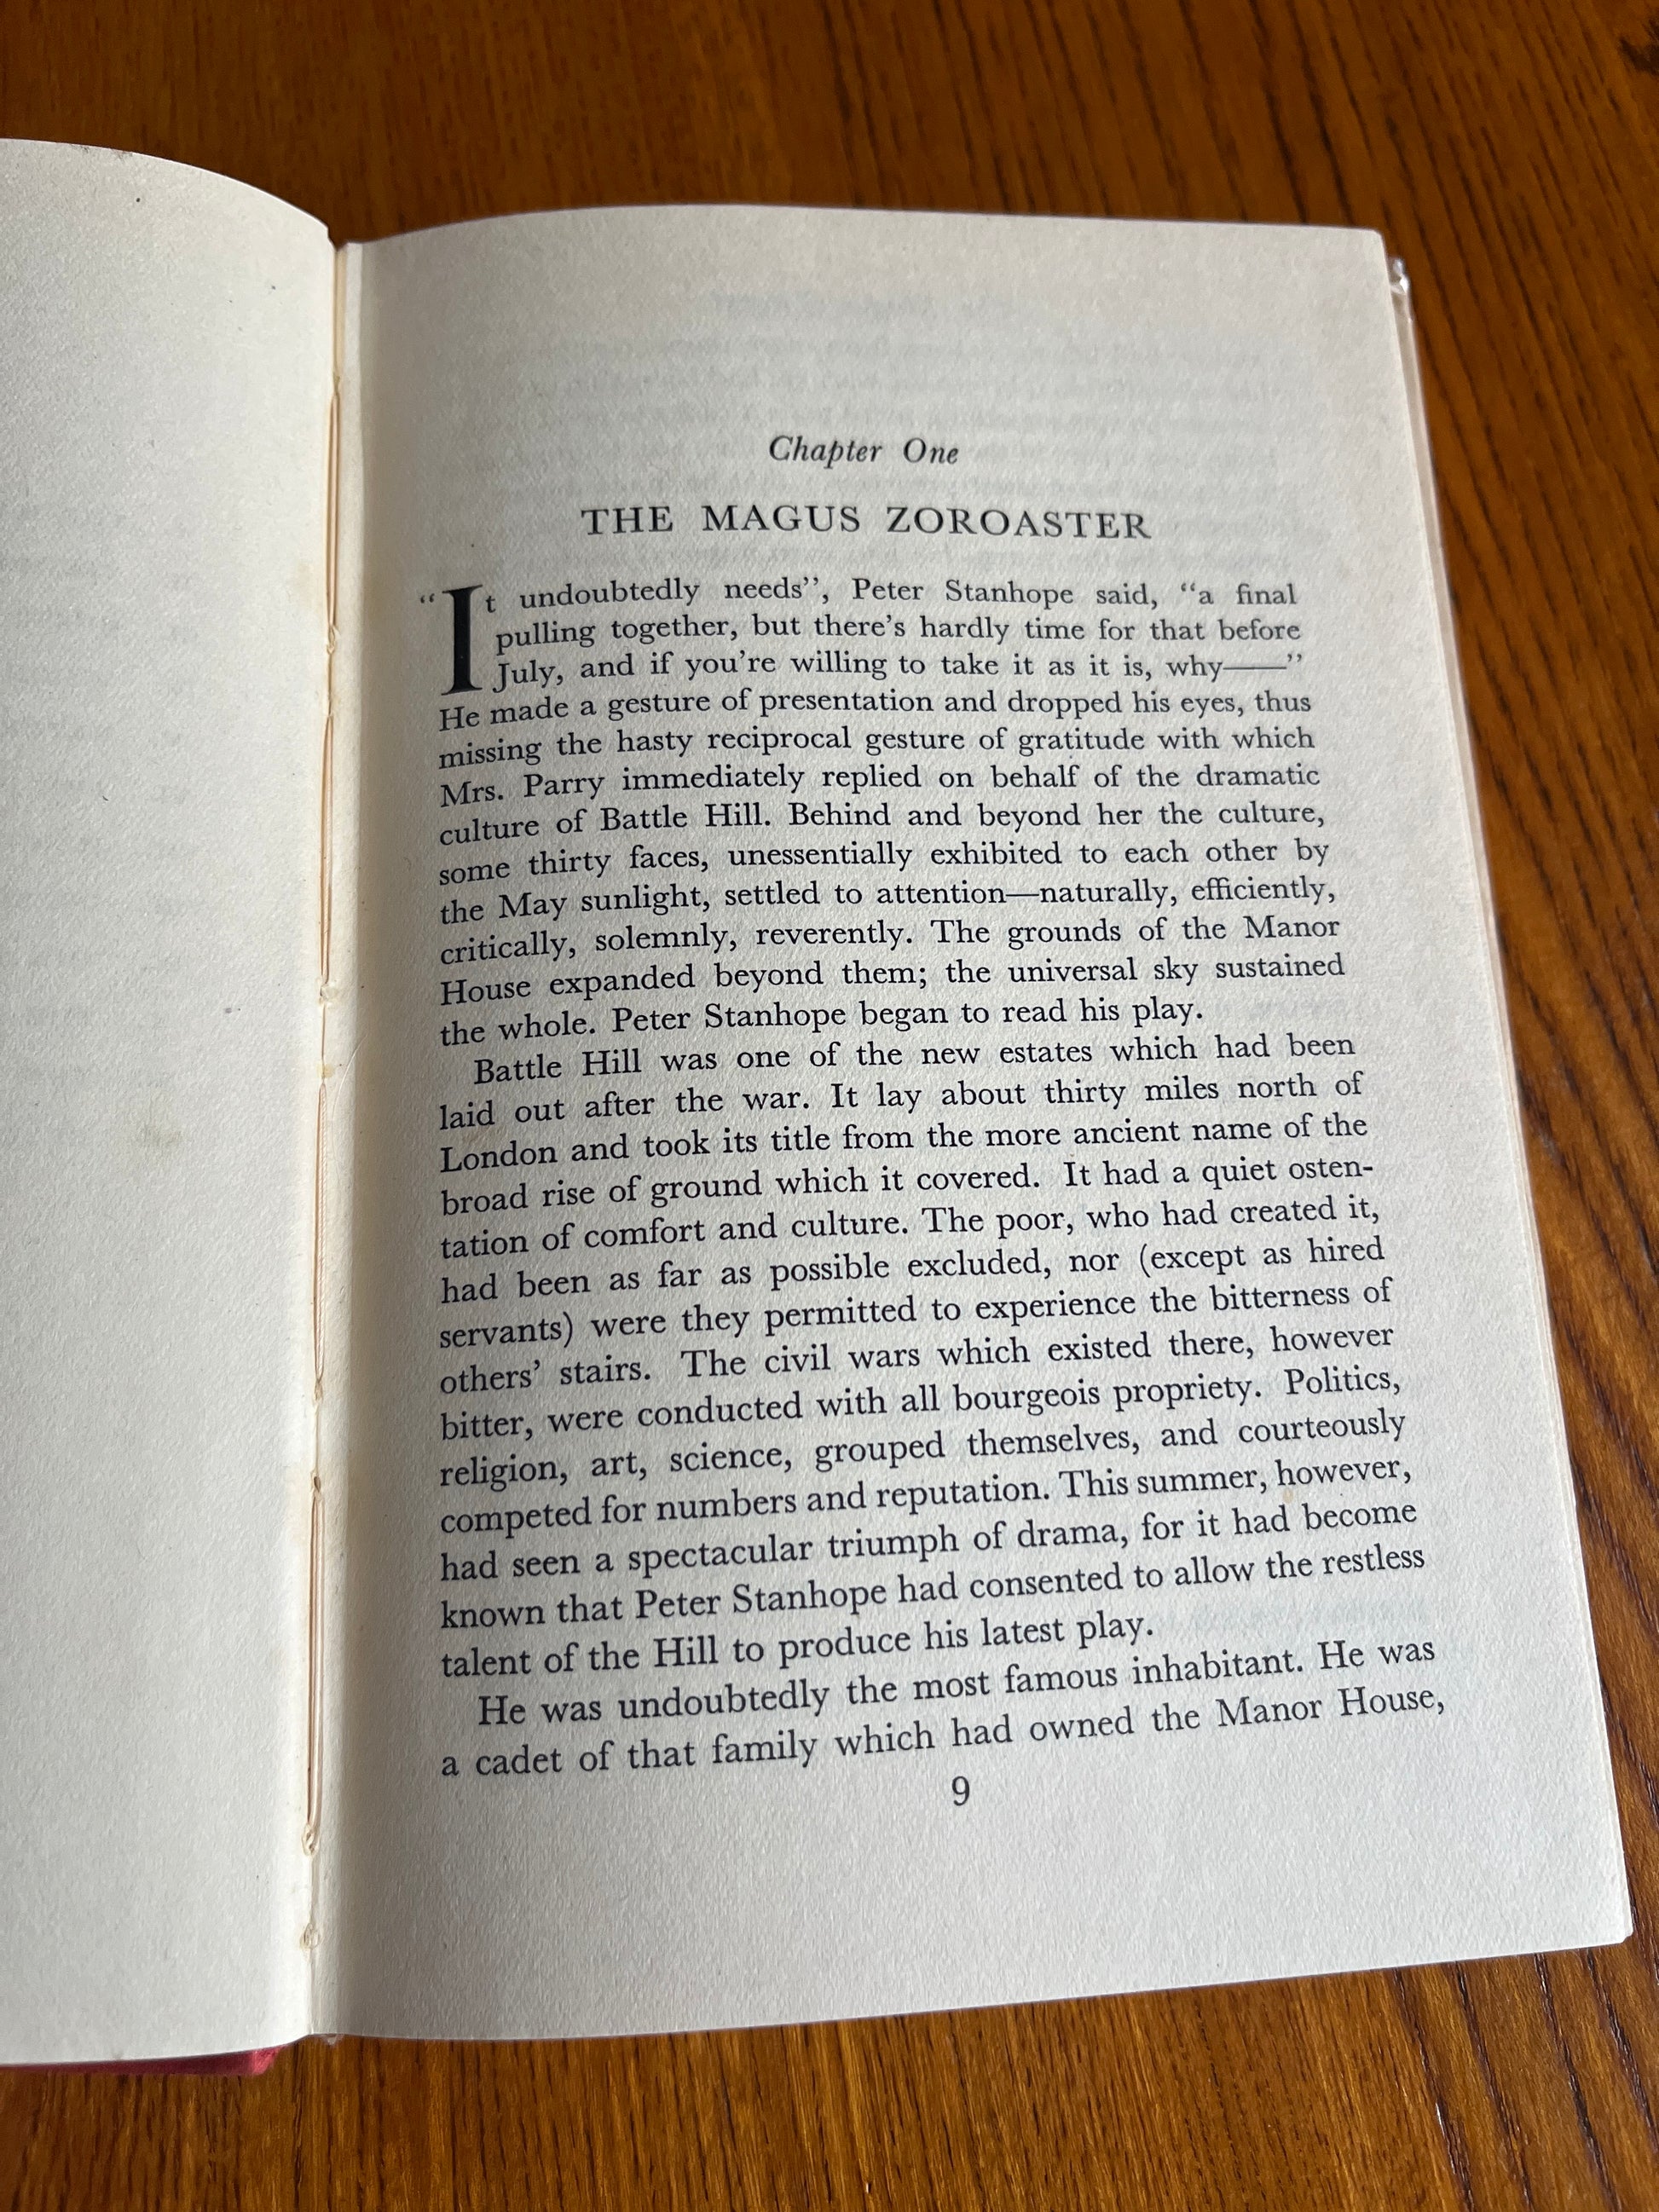 Chapter One
THE MAGUS ZOROASTER
“It undoubtedly needs”, Peter Stanhope said, “a final
pulling together, but there’s hardly time for that before
July, and if you’re willing to take it as it is, why——”
He made a gesture of presentation and dropped his eyes, thus
missing the hasty reciprocal gesture of gratitude with which
Mrs. Parry immediately replied on behalf of the dramatic
culture of Battle Hill. Behind and beyond her the culture,
some thirty faces, unessentially exhibited to each other by
the May sunlight, settled to attention—naturally, efficiently,
critically, solemnly, reverently. The grounds of the Manor
House expanded beyond them; the universal sky sustained
the whole. Peter Stanhope began to read his play.
Battle Hill was one of the new estates which had been
laid out after the war. It lay about thirty miles north of
London and took its title from the more ancient name of the
broad rise of ground which it covered. It had a quiet osten-
tation of comfort and culture. The poor, who had created it,
had been as far as possible excluded, nor (except as hired
servants) were they permitted to experience the bitterness of
others’ stairs. The civil wars which existed there, however
bitter, were conducted with all bourgeois propriety. Politics,
religion, art, science, grouped themselves, and courteously
competed for numbers and reputation. This summer, however,
had seen a spectacular triumph of drama, for it had become
known that Peter Stanhope had consented to allow the restless
talent of the Hill to produce his latest play.
He was undoubtedly the most famous inhabitant. He was
a cadet of that family which had owned the Manor House,
9